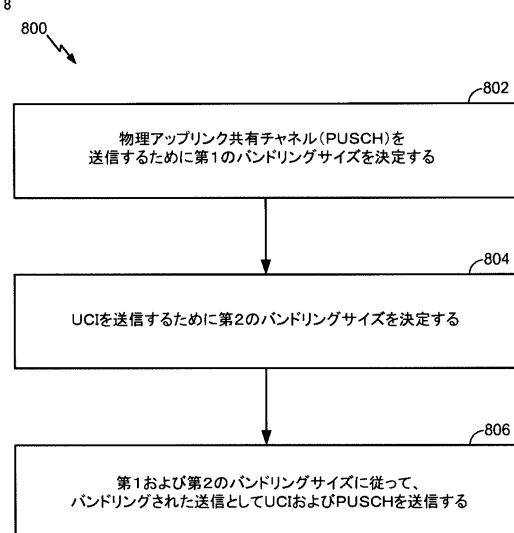 8
800
802
物理アップリンク共有チャネル(PUSCH)を
送信するために第1のバンドリングサイズを決定する
804
UCIを送信するために第2のバンドリングサイズを決定する
806
第1および第2のバンドリングサイズに従って、
バンドリングされた送信としてUCIおよびPUSCHを送信する